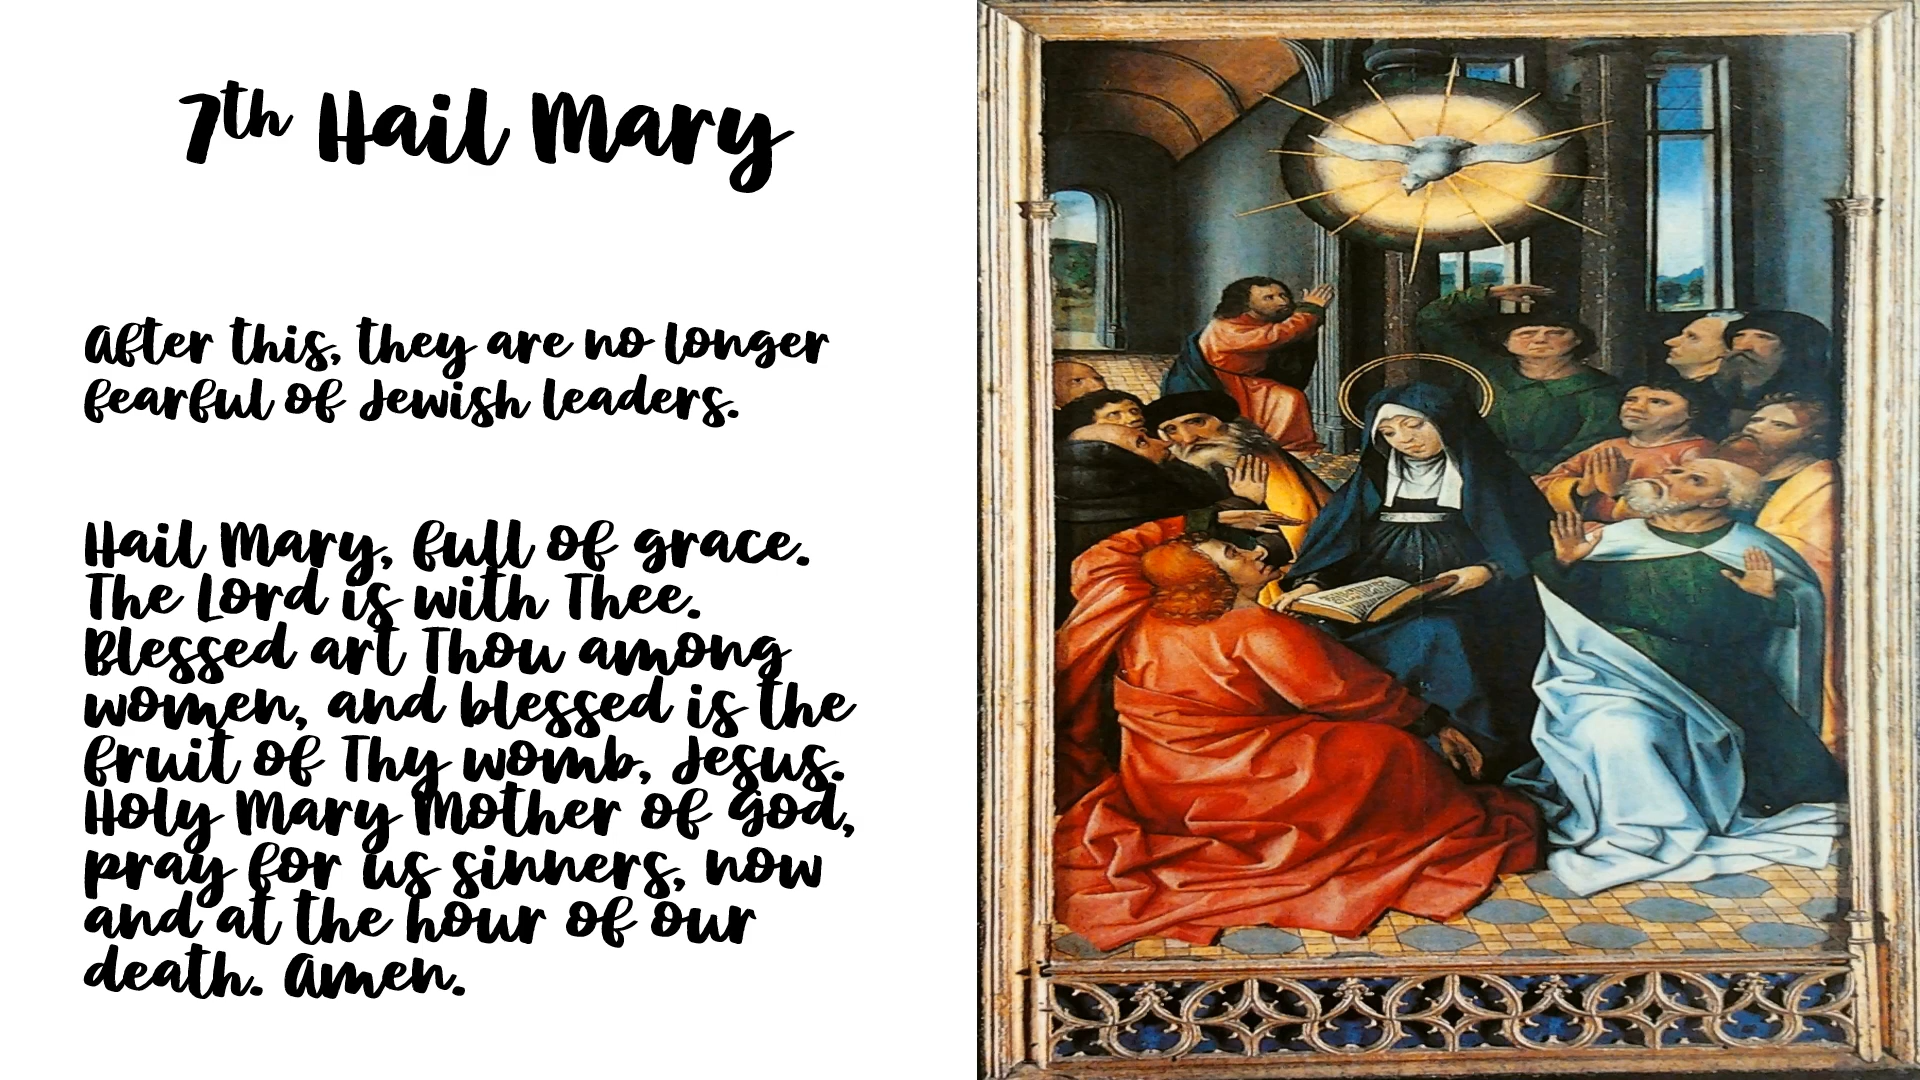 7th Hail Mary
After this, they are no longer
fearful of Jewish leaders.
Hail Mary, full of grace.
The Lord is with Thee.
Blessed art Thou among
women, and blessed is the
fruit of Thy womb, Jesus.
Holy Mary Mother of God,
pray for us sinners, now
and at the hour of our
death. Amen.